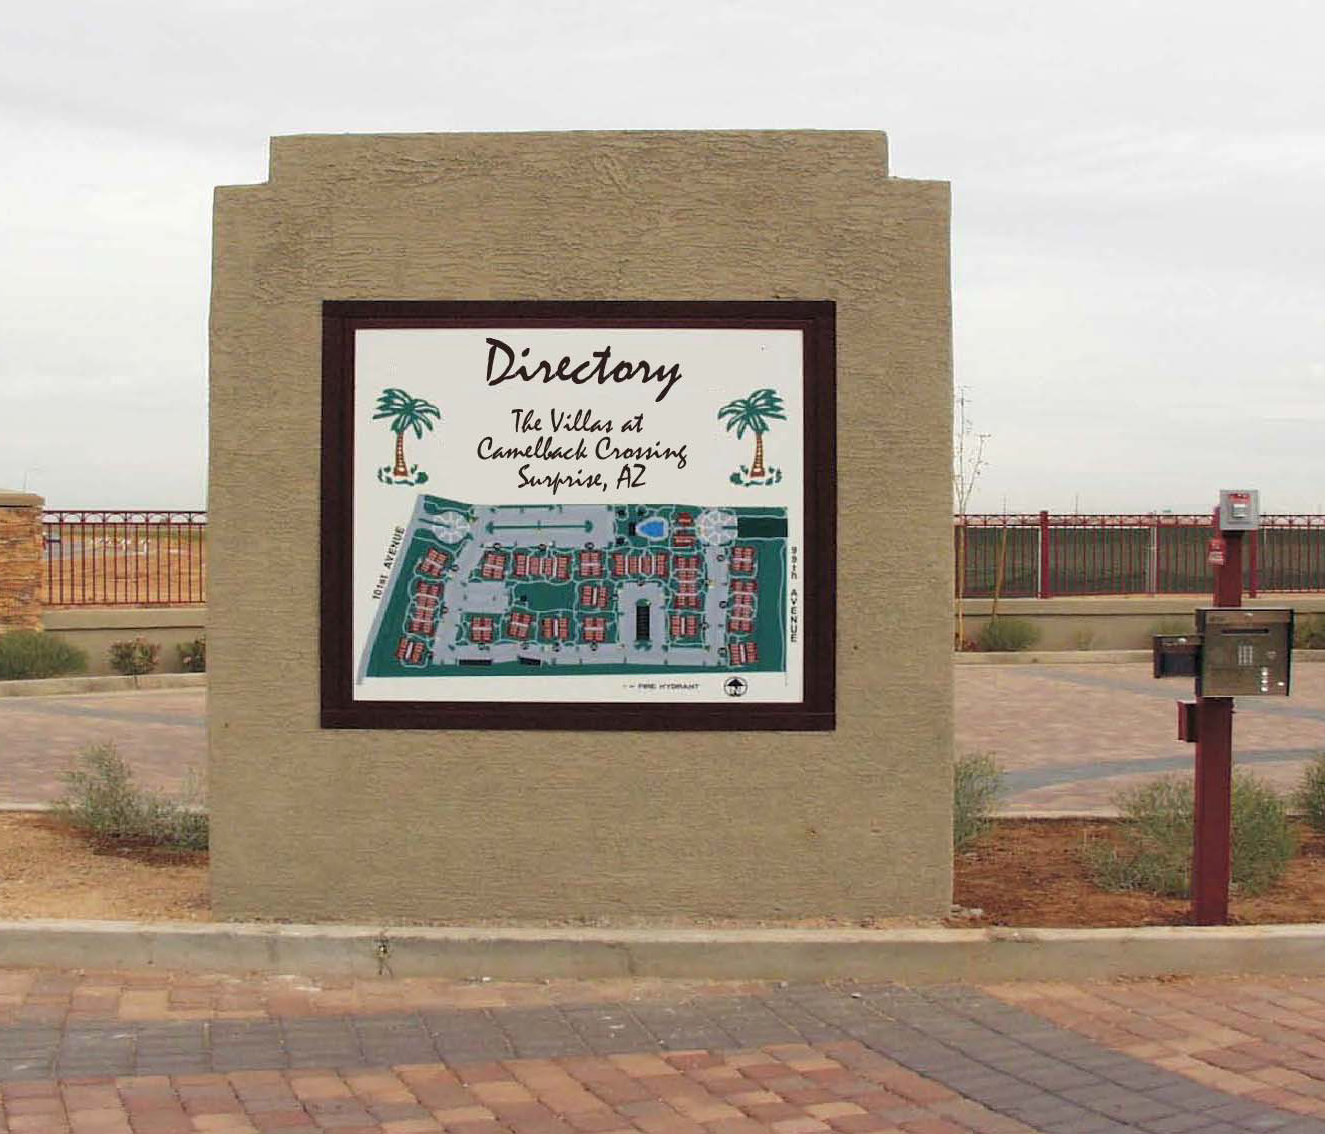 Directory
The Villas at
Camelback Crossing
Surprise, AZ
101st AVENUE
99th AVENUE
FIRE HYDRANT